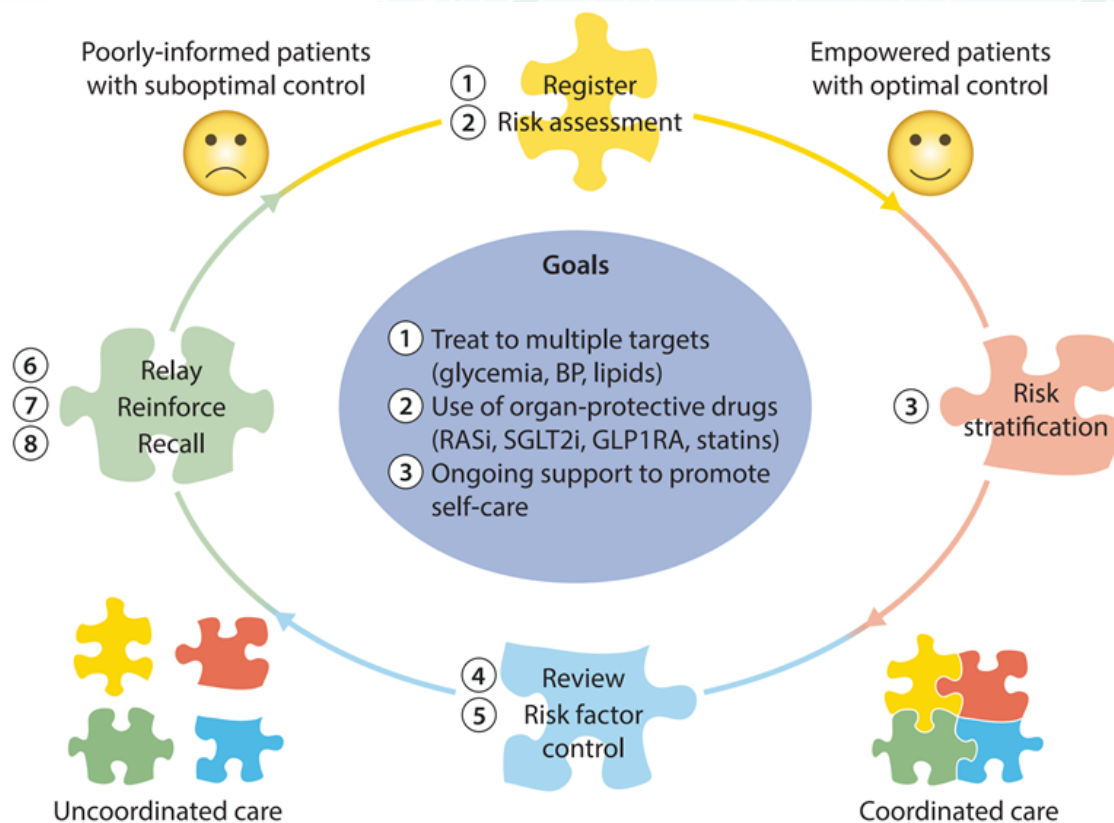 Poorly-informed patients
with suboptimal control
1 Register
2 Risk assessment
Empowered patients
with optimal control
3 Risk
stratification
4 Review
5 Risk factor
control
6 Relay
7 Reinforce
8 Recall
Goals
1 Treat to multiple targets
(glycemia, BP, lipids)
2 Use of organ-protective drugs
(RASi, SGLT2i, GLP1RA, statins)
3 Ongoing support to promote
self-care
Uncoordinated care
Coordinated care